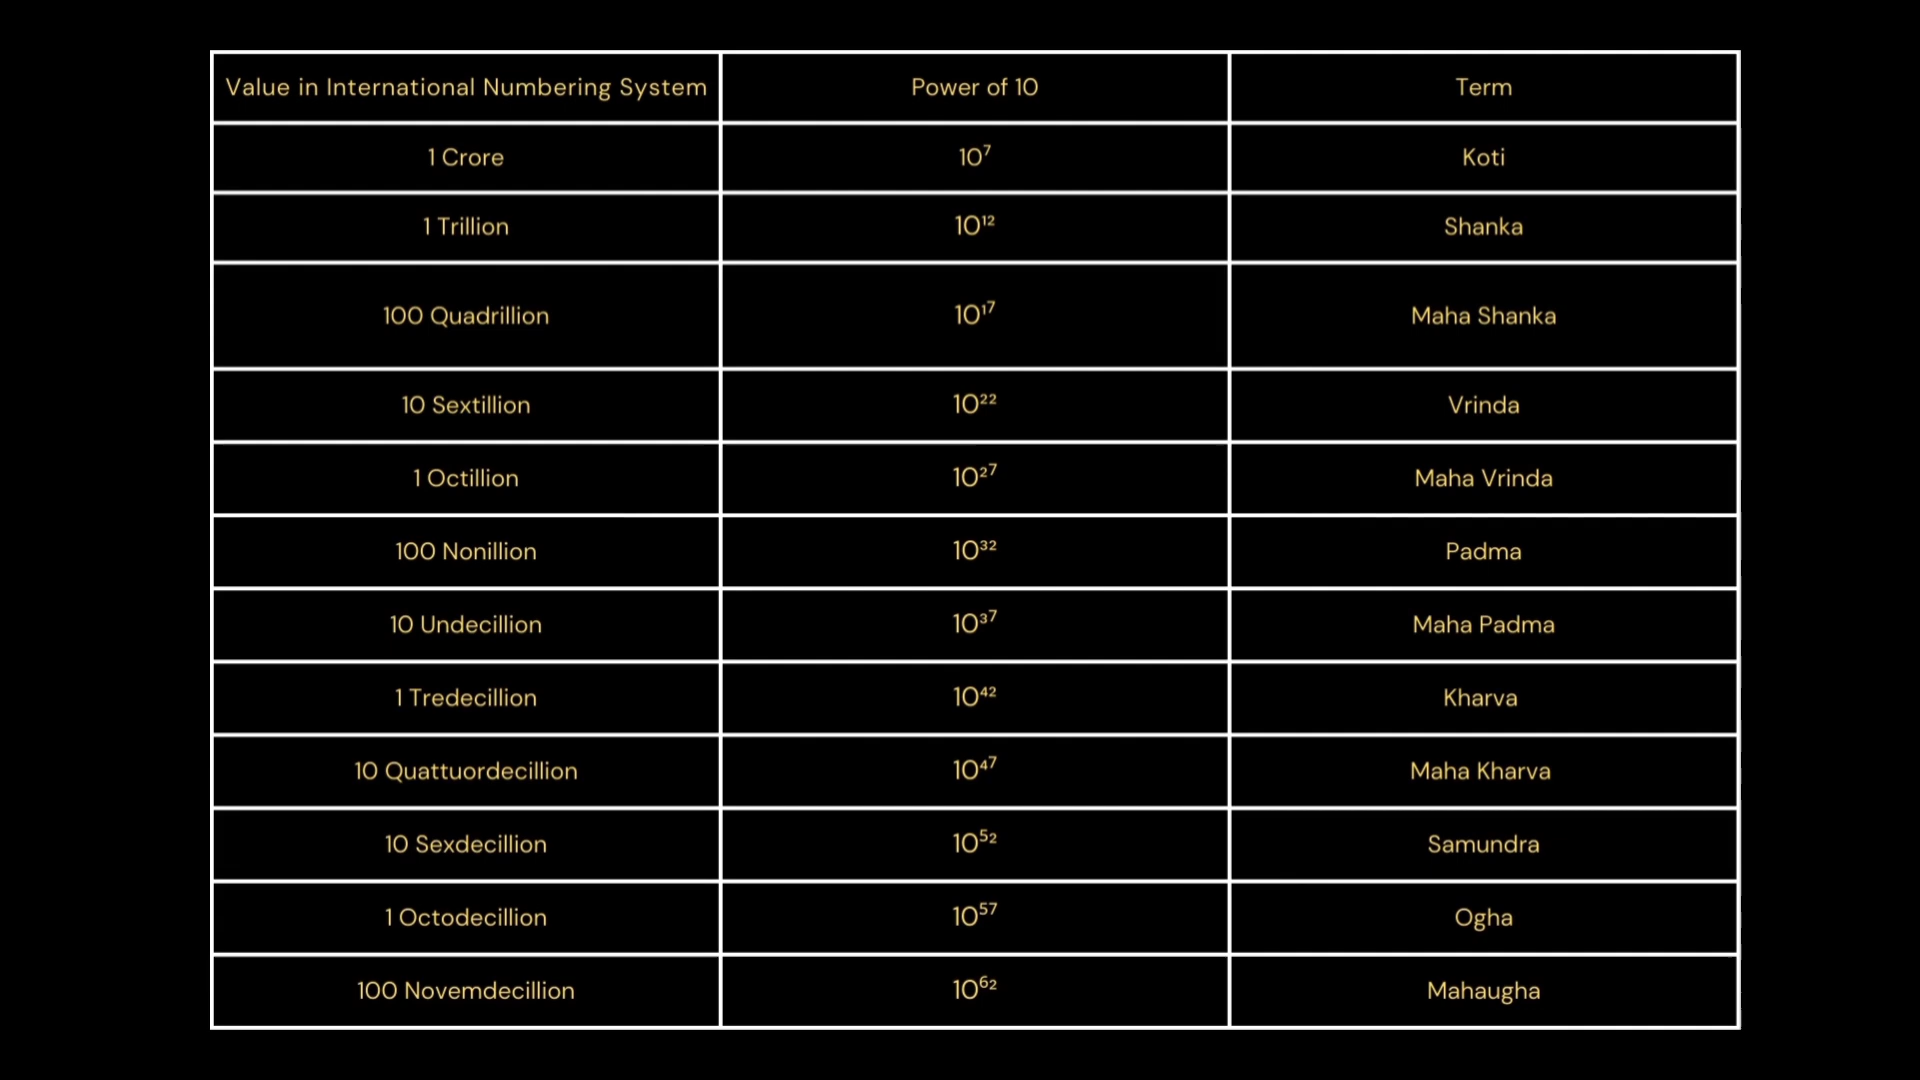 Value in International Numbering System Power of 10 Term
1 Crore 10⁷ Koti
1 Trillion 10¹² Shanka
100 Quadrillion 10¹⁷ Maha Shanka
10 Sextillion 10²² Vrinda
1 Octillion 10²⁷ Maha Vrinda
100 Nonillion 10³² Padma
10 Undecillion 10³⁷ Maha Padma
1 Tredecillion 10⁴² Kharva
10 Quattuordecillion 10⁴⁷ Maha Kharva
10 Sexdecillion 10⁵² Samundra
1 Octodecillion 10⁵⁷ Ogha
100 Novemdecillion 10⁶² Mahaugha